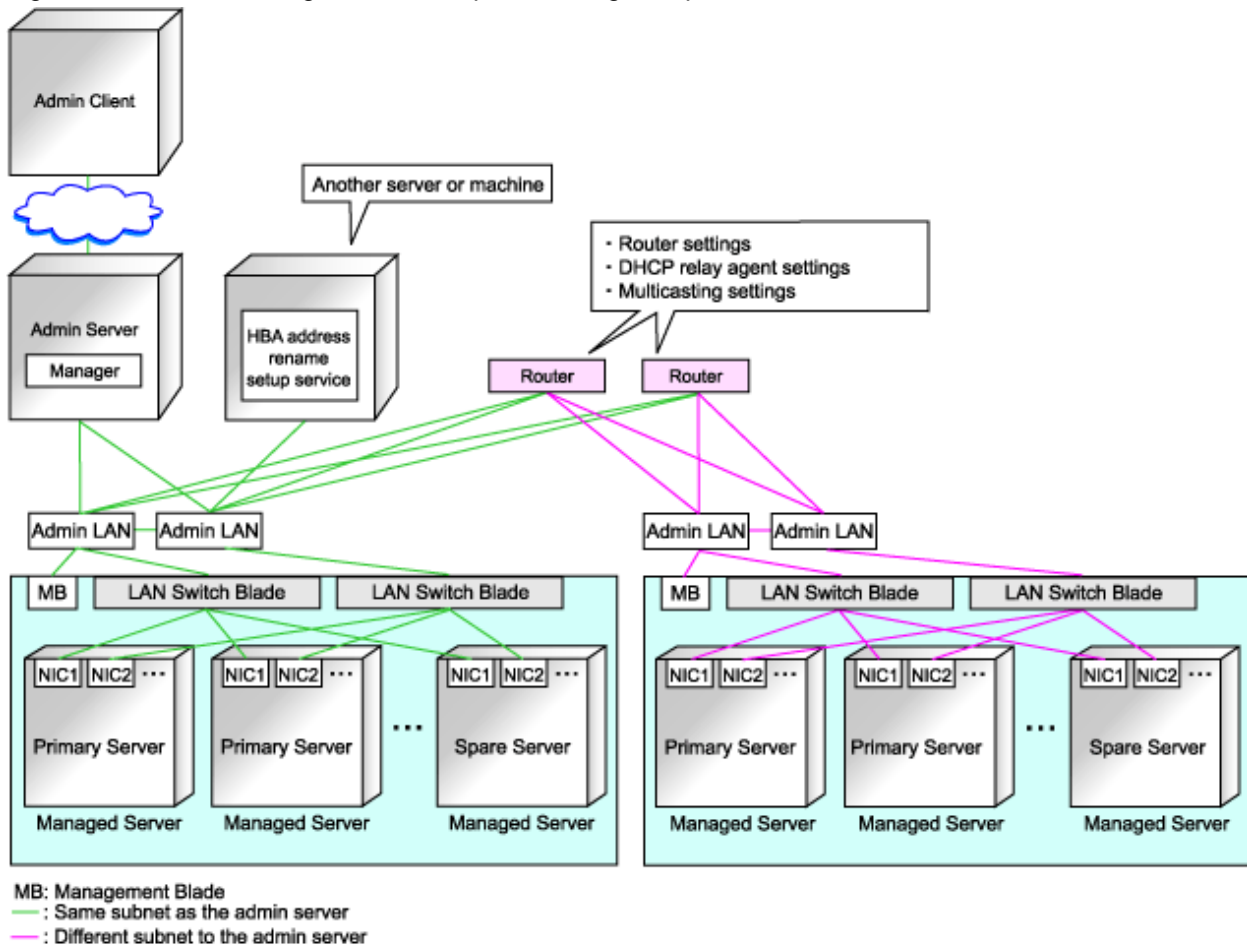 Admin Client
Another server or machine
・Router settings
・DHCP relay agent settings
・Multicasting settings
Admin Server
Manager
HBA address
rename
setup service
Router
Router
Admin LAN
Admin LAN
Admin LAN
Admin LAN
MB
LAN Switch Blade
LAN Switch Blade
MB
LAN Switch Blade
LAN Switch Blade
NIC1 NIC2 ···
NIC1 NIC2 ···
NIC1 NIC2 ···
NIC1 NIC2 ···
NIC1 NIC2 ···
NIC1 NIC2 ···
Primary Server
Primary Server
···
Spare Server
Primary Server
Primary Server
···
Spare Server
Managed Server
Managed Server
Managed Server
Managed Server
Managed Server
Managed Server
MB: Management Blade
: Same subnet as the admin server
: Different subnet to the admin server